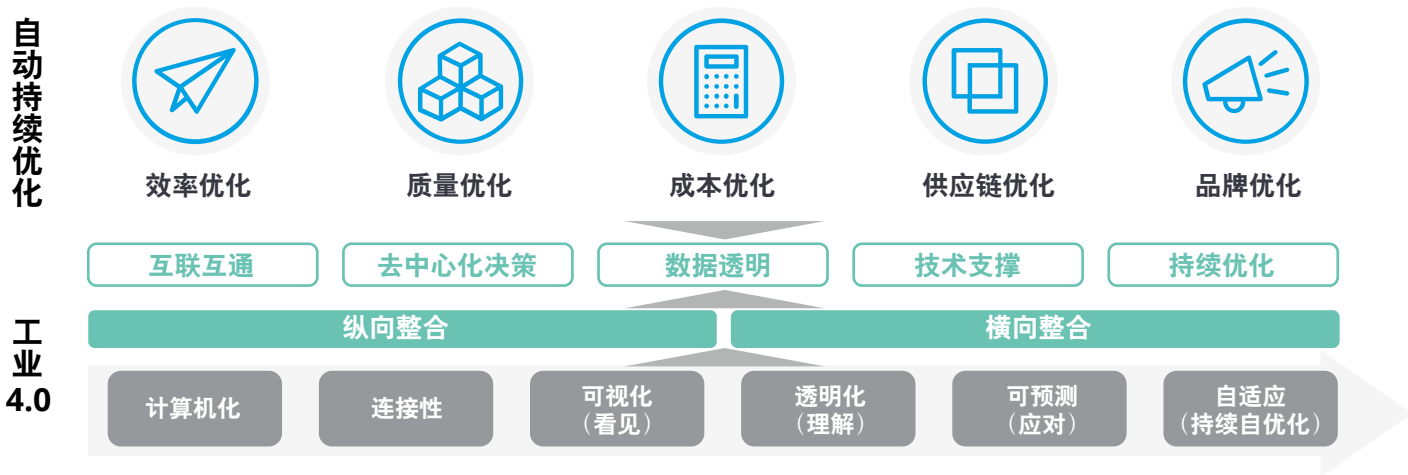 自动持续优化
效率优化
质量优化
成本优化
供应链优化
品牌优化
互联互通
去中心化决策
数据透明
技术支撑
持续优化
工业
4.0
纵向整合
横向整合
计算机化
连接性
可视化
（看见）
透明化
（理解）
可预测
（应对）
自适应
（持续自优化）